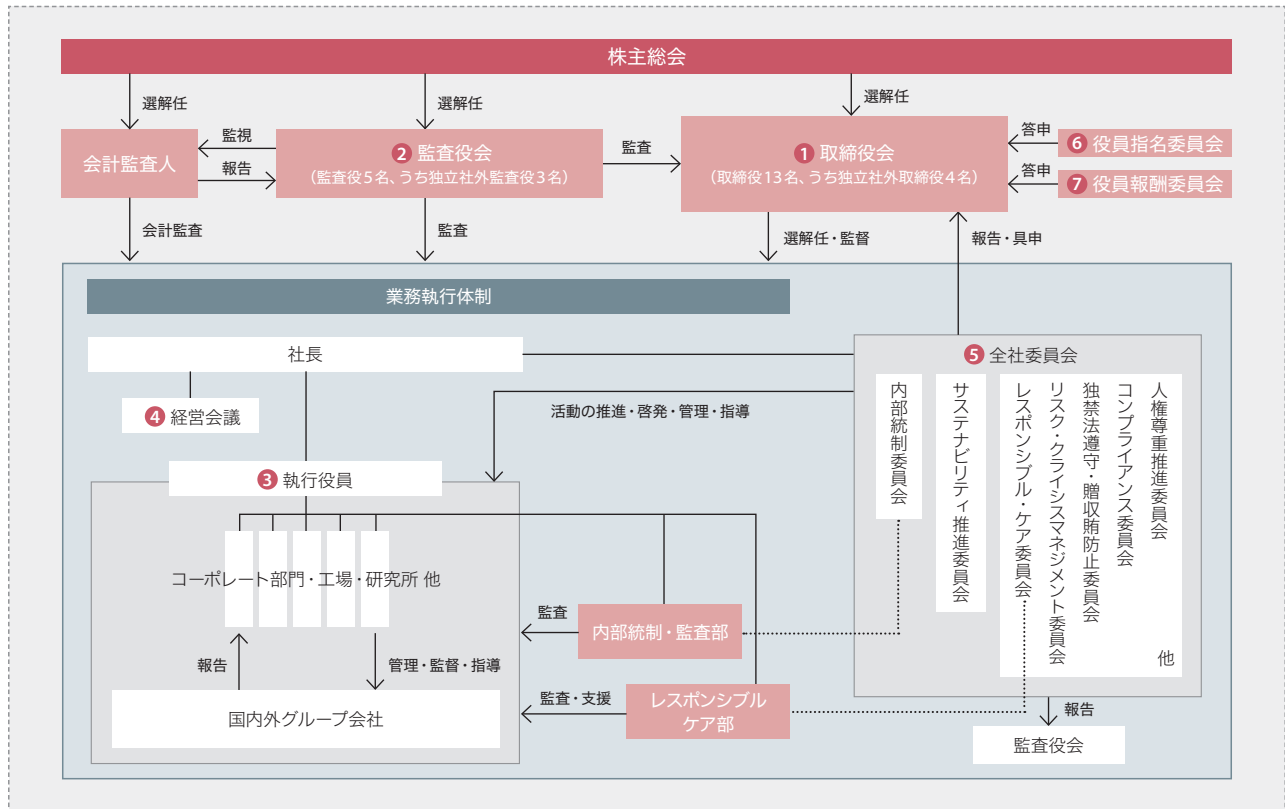 株主総会
選解任
選解任
選解任
会計監査人
監視
報告
❷ 監査役会
(監査役5名、うち独立社外監査役3名)
監査
❶ 取締役会
(取締役13名、うち独立社外取締役4名)
答申
❻ 役員指名委員会
答申
❼ 役員報酬委員会
会計監査
監査
選解任・監督
報告・具申
業務執行体制
社長
❹ 経営会議
❸ 執行役員
活動の推進・啓発・管理・指導
❺ 全社委員会
内部統制委員会
サステナビリティ推進委員会
レスポンシブル・ケア委員会
リスク・クライシスマネジメント委員会
独禁法遵守・贈収賄防止委員会
コンプライアンス委員会
人権尊重推進委員会
他
コーポレート部門・工場・研究所 他
報告
管理・監督・指導
国内外グループ会社
監査
内部統制・監査部
監査・支援
レスポンシブル
ケア部
報告
監査役会